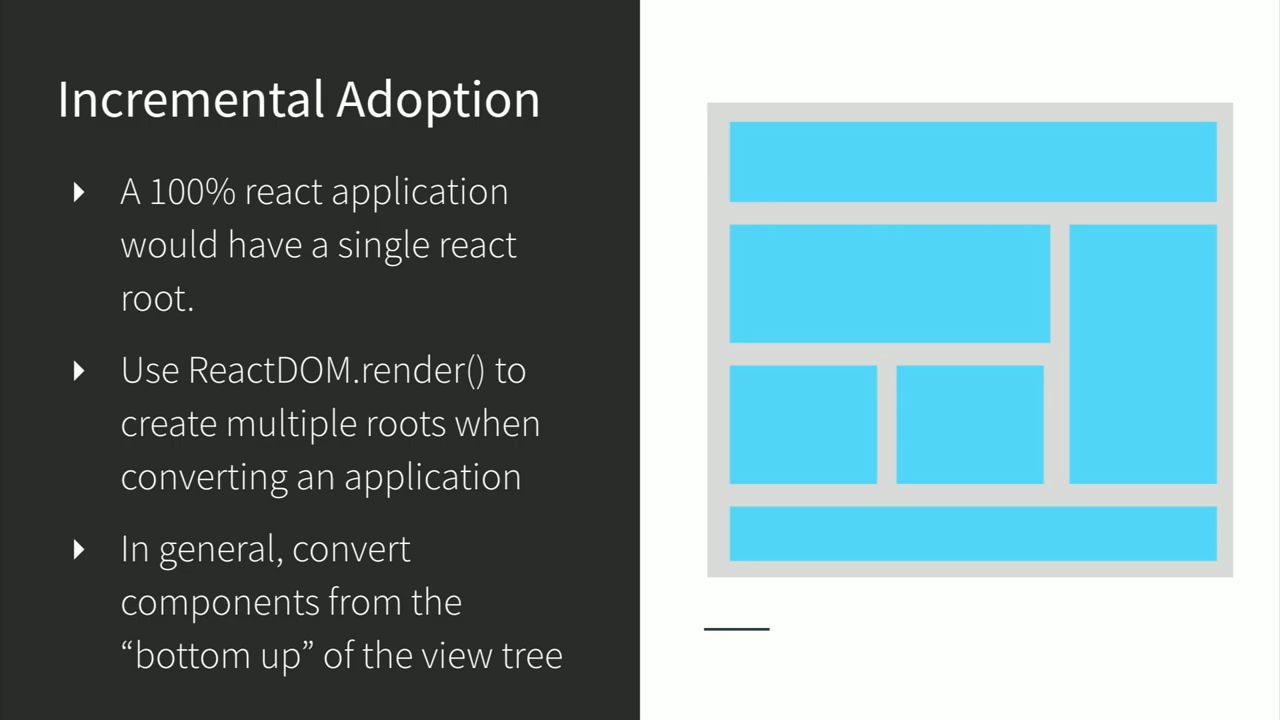 Incremental Adoption
A 100% react application
would have a single react
root.
Use ReactDOM.render() to
create multiple roots when
converting an application
In general, convert
components from the
“bottom up” of the view tree